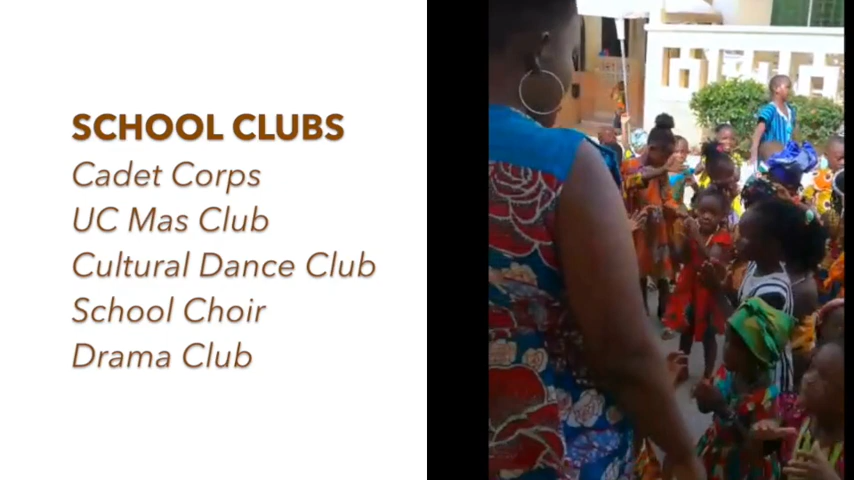 SCHOOL CLUBS
Cadet Corps
UC Mas Club
Cultural Dance Club
School Choir
Drama Club